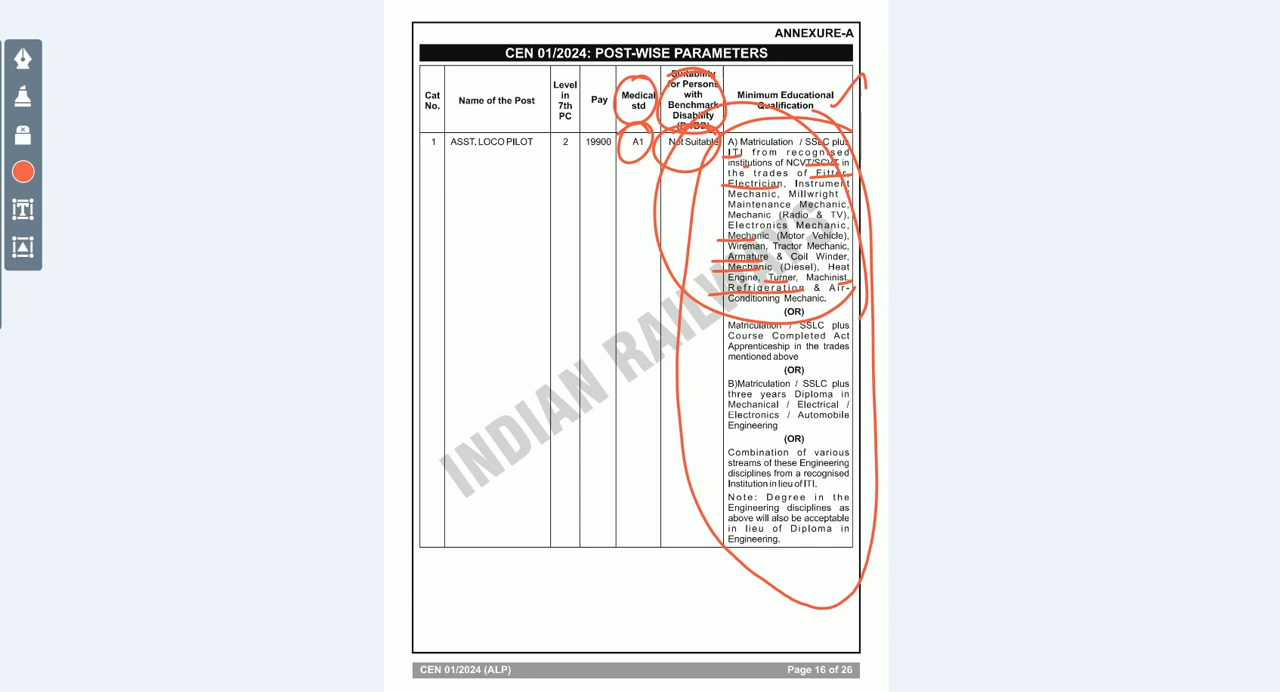 ANNEXURE-A
CEN 01/2024: POST-WISE PARAMETERS
Cat
No.
Name of the Post
Level
in
7th
PC
Pay
Medical
std
Suitability
for Persons
with
Benchmark
Disability
Minimum Educational
Qualification
1
ASST. LOCO PILOT
2
19900
A1
Not Suitable
A) Matriculation / SSLC plus
ITI from recognised
institutions of NCVT/SCVT in
the trades of Fitter,
Electrician, Instrument
Mechanic, Millwright
Maintenance Mechanic,
Mechanic (Radio & TV),
Electronics Mechanic,
Mechanic (Motor Vehicle),
Wireman, Tractor Mechanic,
Armature & Coil Winder,
Mechanic (Diesel), Heat
Engine, Turner, Machinist,
Refrigeration & Air-
Conditioning Mechanic.
(OR)
Matriculation / SSLC plus
Course Completed Act
Apprenticeship in the trades
mentioned above
(OR)
B)Matriculation / SSLC plus
three years Diploma in
Mechanical / Electrical /
Electronics / Automobile
Engineering
(OR)
Combination of various
streams of these Engineering
disciplines from a recognised
Institution in lieu of ITI.
Note: Degree in the
Engineering disciplines as
above will also be acceptable
in lieu of Diploma in
Engineering.
INDIAN RAILWAYS
CEN 01/2024 (ALP)
Page 16 of 26